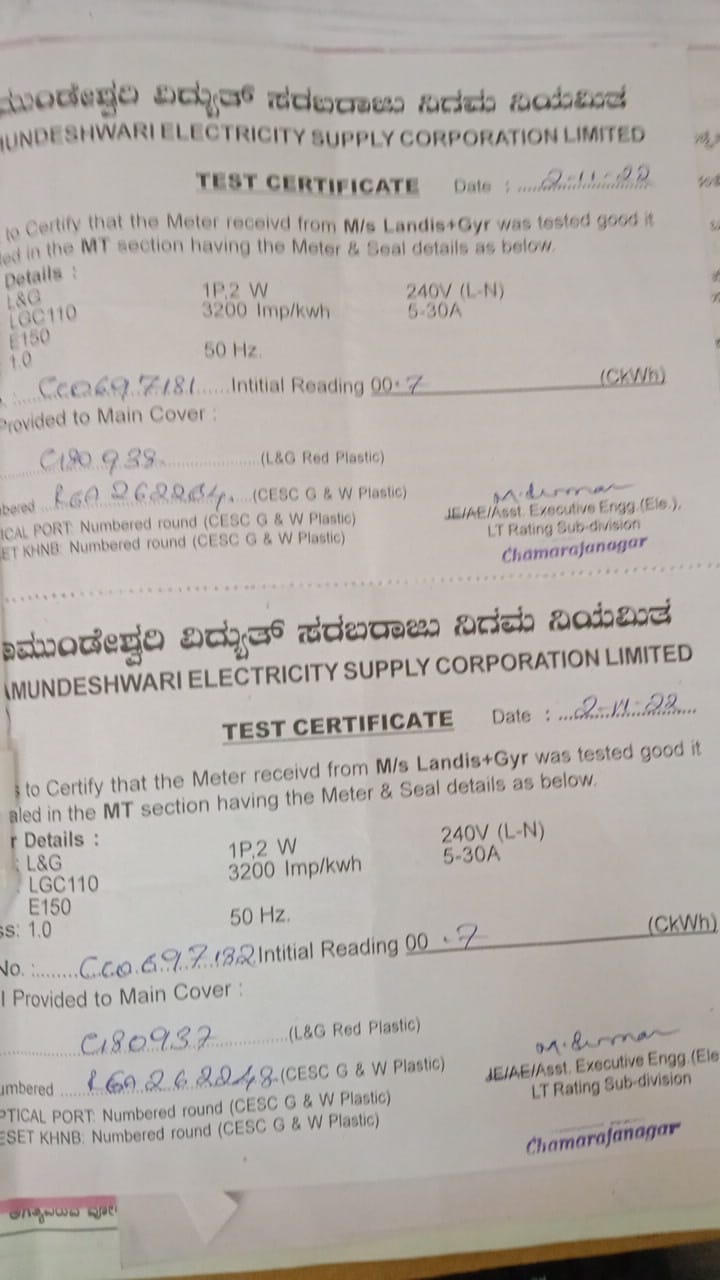 ಮುಂಡೇಶ್ವರಿ ವಿದ್ಯುತ್ ಸರಬರಾಜು ನಿಗಮ ನಿಯಮಿತ
MUNDESHWARI ELECTRICITY SUPPLY CORPORATION LIMITED
TEST CERTIFICATE Date : 2-11-22
to Certify that the Meter receivd from M/s Landis+Gyr was tested good it
led in the MT section having the Meter & Seal details as below.
Details :
L&G 1P,2 W 240V (L-N)
LGC110 3200 Imp/kwh 5-30A
E150
1.0 50 Hz.
CC0697181 Intitial Reading 00.7 (CkWh)
Provided to Main Cover :
C180938 (L&G Red Plastic)
bered RGA 262204 (CESC G & W Plastic)
ICAL PORT: Numbered round (CESC G & W Plastic)
ET KHNB: Numbered round (CESC G & W Plastic)
JE/AE/Asst. Executive Engg.(Ele.),
LT Rating Sub-division
Chamarajanagar
ಾಮುಂಡೇಶ್ವರಿ ವಿದ್ಯುತ್ ಸರಬರಾಜು ನಿಗಮ ನಿಯಮಿತ
AMUNDESHWARI ELECTRICITY SUPPLY CORPORATION LIMITED
TEST CERTIFICATE Date : 2-11-22
s to Certify that the Meter receivd from M/s Landis+Gyr was tested good it
aled in the MT section having the Meter & Seal details as below.
r Details :
: L&G 1P,2 W 240V (L-N)
LGC110 3200 Imp/kwh 5-30A
E150
ss: 1.0 50 Hz.
No. : CC0697182 Intitial Reading 00.7 (CkWh)
l Provided to Main Cover :
C180937 (L&G Red Plastic)
umbered RGA 262248 (CESC G & W Plastic)
PTICAL PORT: Numbered round (CESC G & W Plastic)
ESET KHNB: Numbered round (CESC G & W Plastic)
JE/AE/Asst. Executive Engg.(Ele
LT Rating Sub-division
Chamarajanagar